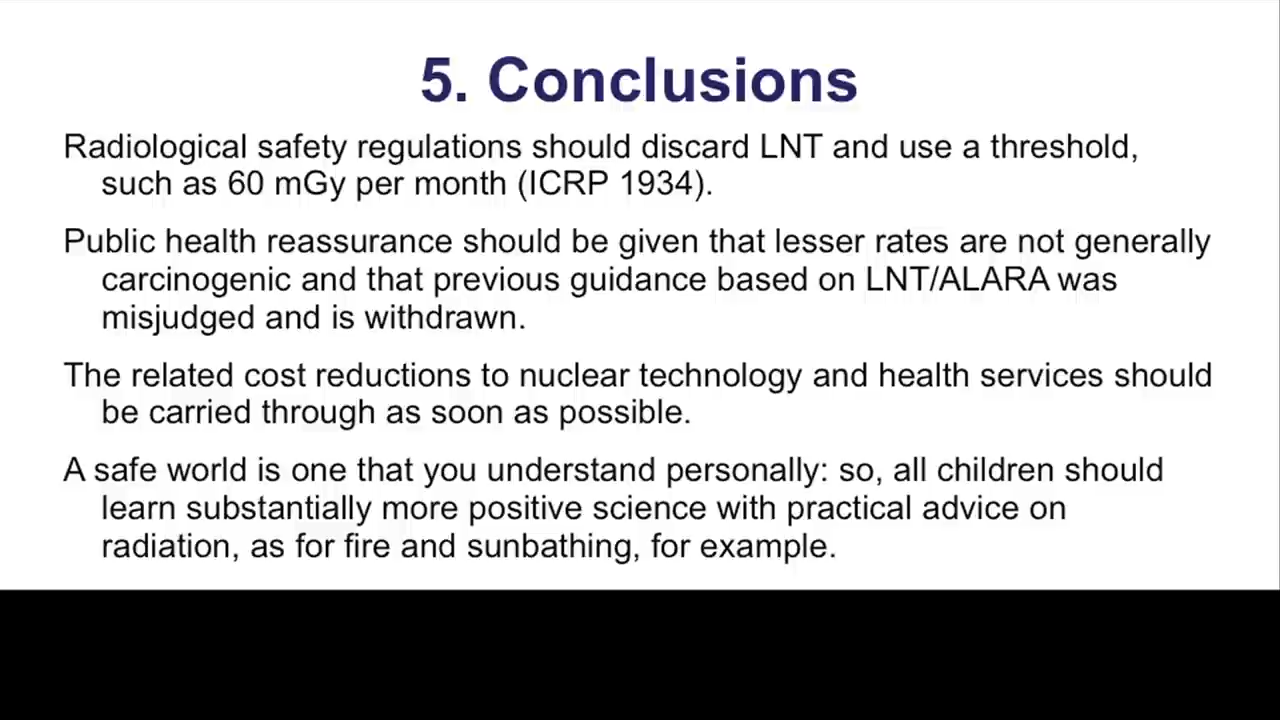 5. Conclusions
Radiological safety regulations should discard LNT and use a threshold,
such as 60 mGy per month (ICRP 1934).
Public health reassurance should be given that lesser rates are not generally
carcinogenic and that previous guidance based on LNT/ALARA was
misjudged and is withdrawn.
The related cost reductions to nuclear technology and health services should
be carried through as soon as possible.
A safe world is one that you understand personally: so, all children should
learn substantially more positive science with practical advice on
radiation, as for fire and sunbathing, for example.